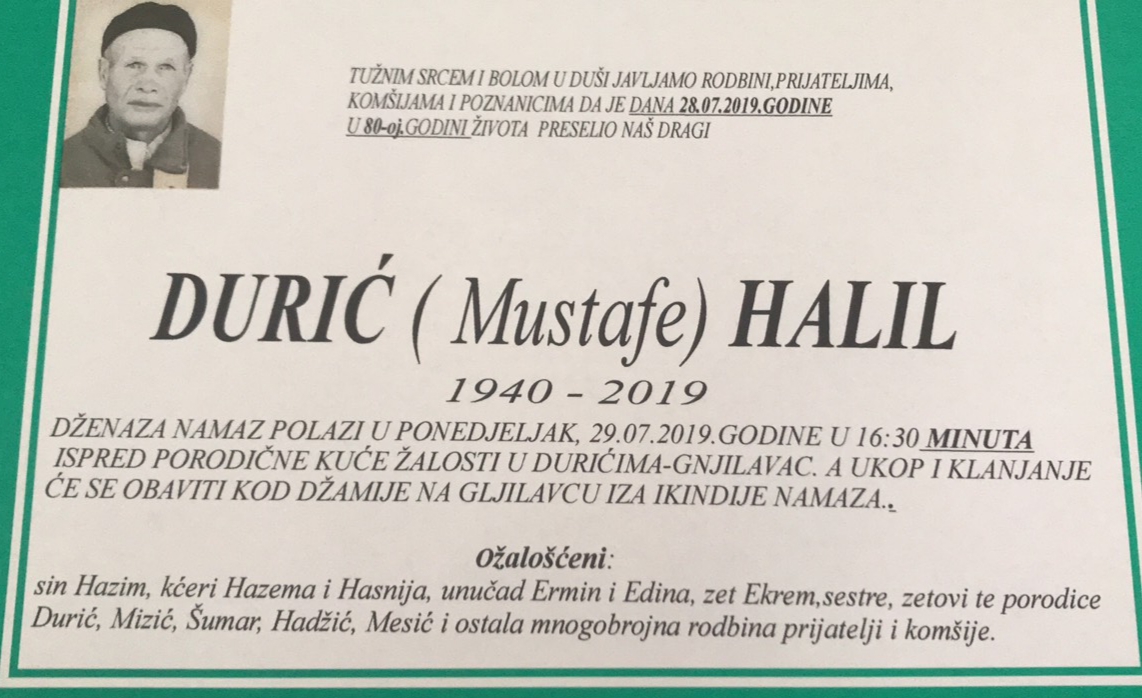 TUŽNIM SRCEM I BOLOM U DUŠI JAVLJAMO RODBINI,PRIJATELJIMA,
KOMŠIJAMA I POZNANICIMA DA JE DANA 28.07.2019.GODINE
U 80-oj.GODINI ŽIVOTA PRESELIO NAŠ DRAGI
DURIĆ ( Mustafe) HALIL
1940 - 2019
DŽENAZA NAMAZ POLAZI U PONEDJELJAK, 29.07.2019.GODINE U 16:30 MINUTA
ISPRED PORODIČNE KUĆE ŽALOSTI U DURIĆIMA-GNJILAVAC. A UKOP I KLANJANJE
ĆE SE OBAVITI KOD DŽAMIJE NA GLJILAVCU IZA IKINDIJE NAMAZA..
Ožalošćeni:
sin Hazim, kćeri Hazema i Hasnija, unučad Ermin i Edina, zet Ekrem,sestre, zetovi te porodice
Durić, Mizić, Šumar, Hadžić, Mesić i ostala mnogobrojna rodbina prijatelji i komšije.